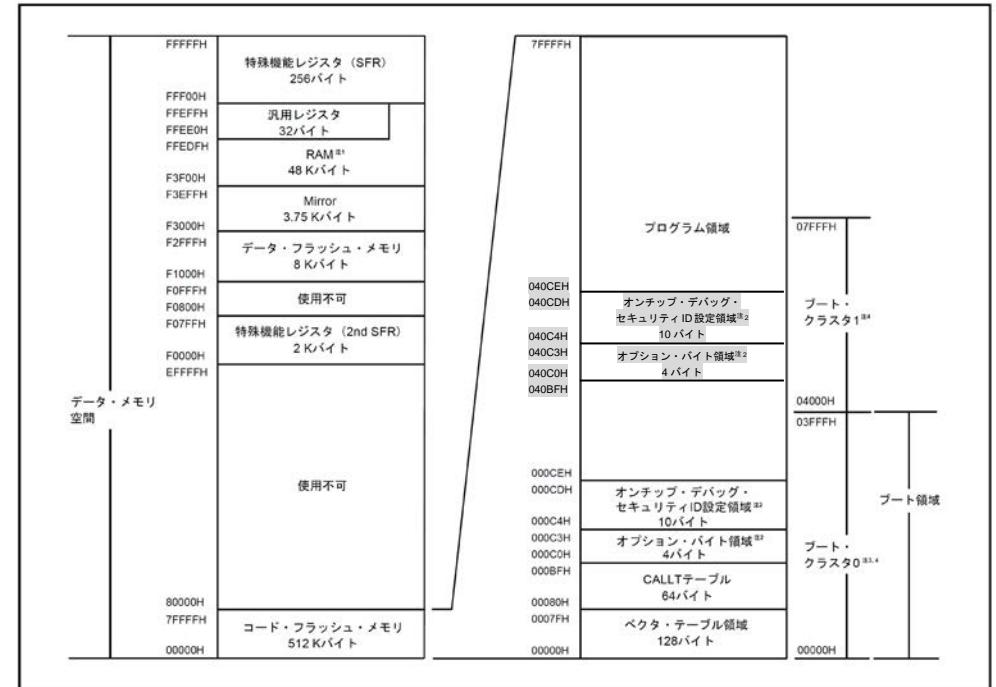 FFFFFH
特殊機能レジスタ（SFR）
256バイト
FFF00H
FFEFFH
汎用レジスタ
32バイト
FFEE0H
FFEDFH
RAM注1
48 Kバイト
F3F00H
F3EFFH
Mirror
3.75 Kバイト
F3000H
F2FFFH
データ・フラッシュ・メモリ
8 Kバイト
F1000H
F0FFFH
使用不可
F0800H
F07FFH
特殊機能レジスタ（2nd SFR）
2 Kバイト
F0000H
EFFFFH
データ・メモリ
空間
使用不可
80000H
7FFFFH
コード・フラッシュ・メモリ
512 Kバイト
00000H
7FFFFH
プログラム領域
040CEH
040CDH
オンチップ・デバッグ・
セキュリティID設定領域注2
10 バイト
040C4H
040C3H
オプション・バイト領域注2
4 バイト
040C0H
040BFH
000CEH
000CDH
オンチップ・デバッグ・
セキュリティID設定領域注2
10バイト
000C4H
000C3H
オプション・バイト領域注2
4バイト
000C0H
000BFH
CALLTテーブル
64バイト
00080H
0007FH
ベクタ・テーブル領域
128バイト
00000H
07FFFH
ブート・
クラスタ1注4
04000H
03FFFH
ブート領域
ブート・
クラスタ0注3,4
00000H